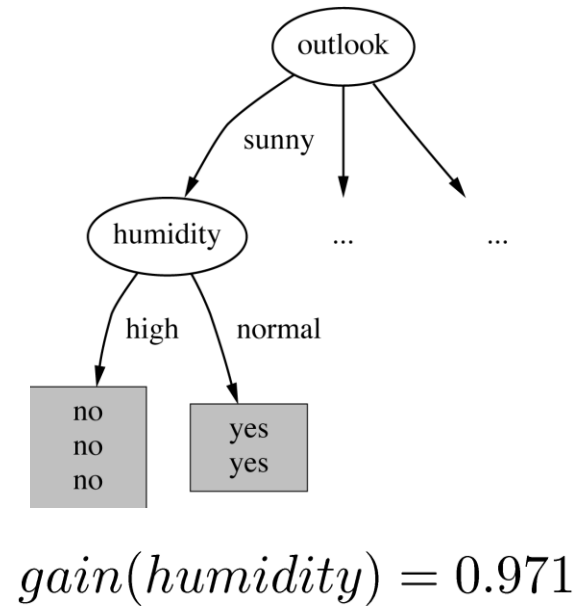 outlook
sunny
humidity
...
...
high
normal
no
no
no
yes
yes
gain(humidity) = 0.971